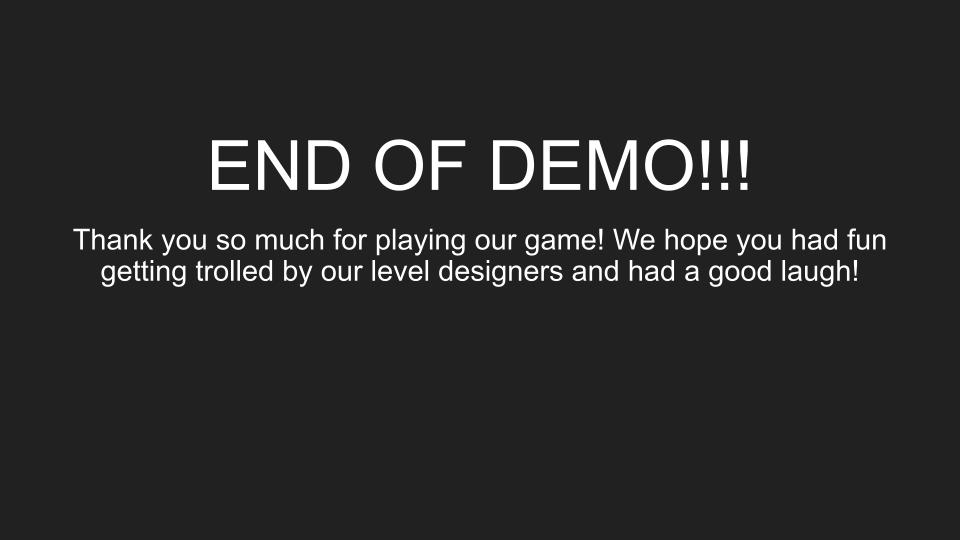 END OF DEMO!!!
Thank you so much for playing our game! We hope you had fun
getting trolled by our level designers and had a good laugh!